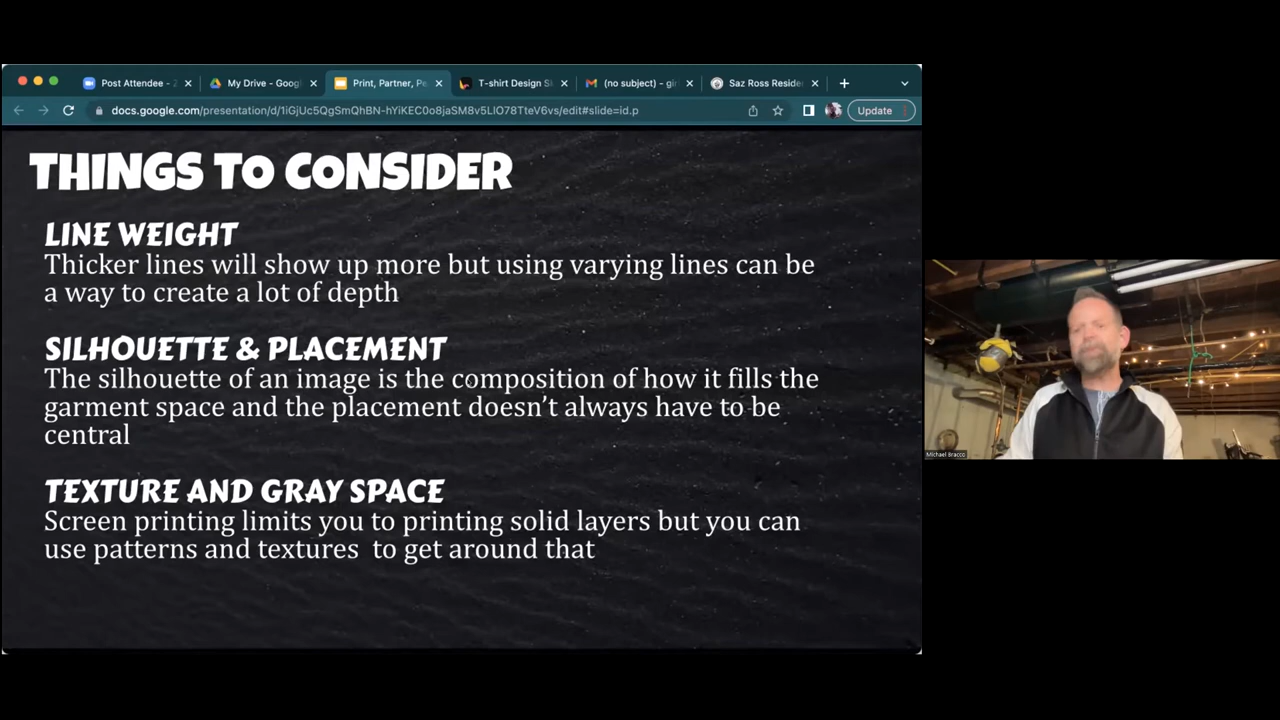 Post Attendee - Z
My Drive - Goog
Print, Partner, Pe
T-shirt Design S
(no subject) - gi
Saz Ross Reside
docs.google.com/presentation/d/1iGjUc5QgSmQhBN-hYiKEC0o8jaSM8v5LIO78TteV6vs/edit#slide=id.p
Update
THINGS TO CONSIDER
LINE WEIGHT
Thicker lines will show up more but using varying lines can be
a way to create a lot of depth
SILHOUETTE & PLACEMENT
The silhouette of an image is the composition of how it fills the
garment space and the placement doesn't always have to be
central
TEXTURE AND GRAY SPACE
Screen printing limits you to printing solid layers but you can
use patterns and textures  to get around that
Michael Bracco